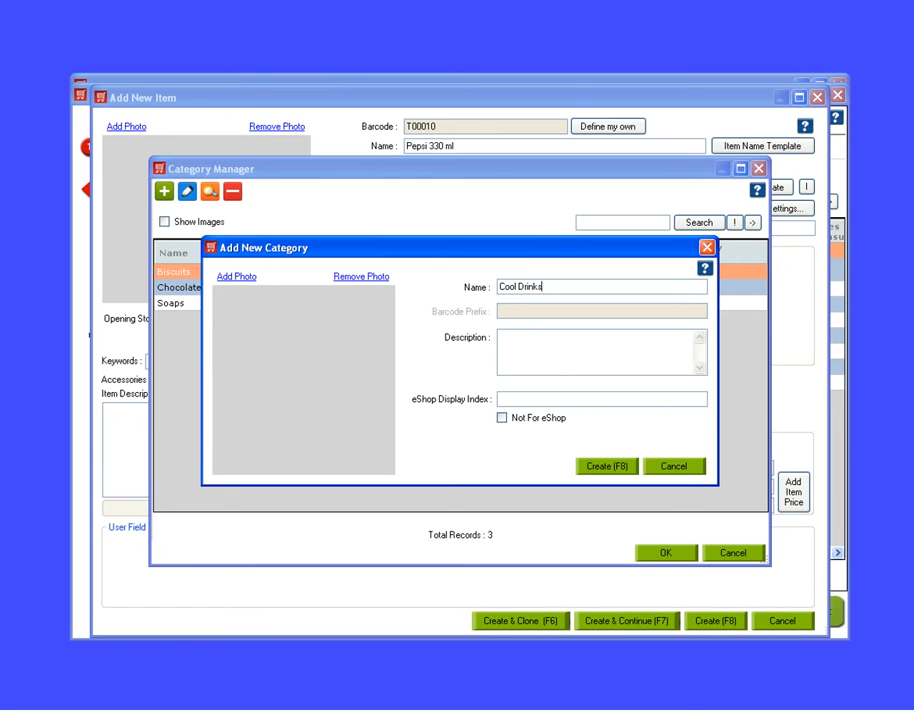 Add New Item
Add Photo
Remove Photo
Barcode :
T00010
Define my own
?
Name :
Pepsi 330 ml
Item Name Template
Category Manager
?
Show Images
Search
!
->
ate
!
ettings...
Name
Biscuits
Chocolate
Soaps
Add New Category
?
Add Photo
Remove Photo
Name :
Cool Drinks
Barcode Prefix :
Description :
eShop Display Index :
Not For eShop
Create (F8)
Cancel
Opening Sto
Keywords :
Accessories
Item Descrip
Add
Item
Price
User Field
Total Records : 3
OK
Cancel
Create & Clone (F6)
Create & Continue (F7)
Create (F8)
Cancel